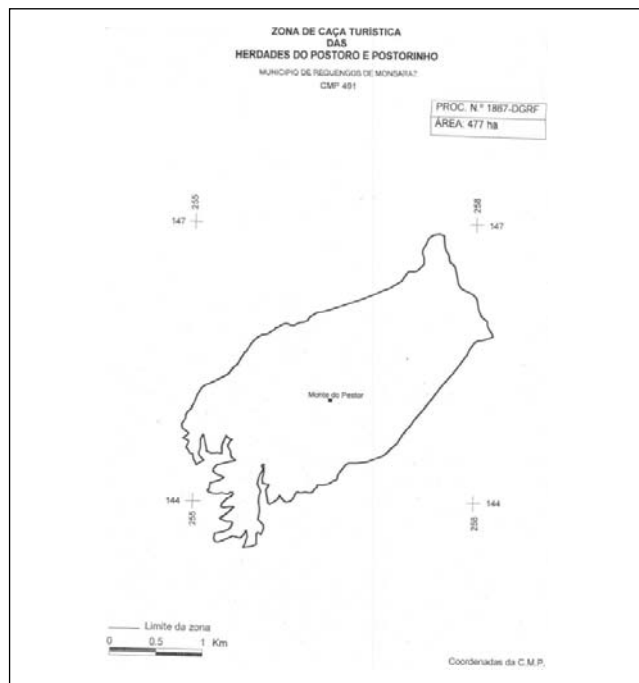 ZONA DE CAÇA TURÍSTICA
DAS
HERDADES DO POSTORO E POSTORINHO
MUNICÍPIO DE REGUENGOS DE MONSARAZ
CMP 491
PROC. N.º 1867-DGRF
ÁREA: 477 ha
255
258
147
147
Monte do Pestor
144
144
255
258
Limite da zona
0 0.5 1 Km
Coordenadas da C.M.P.